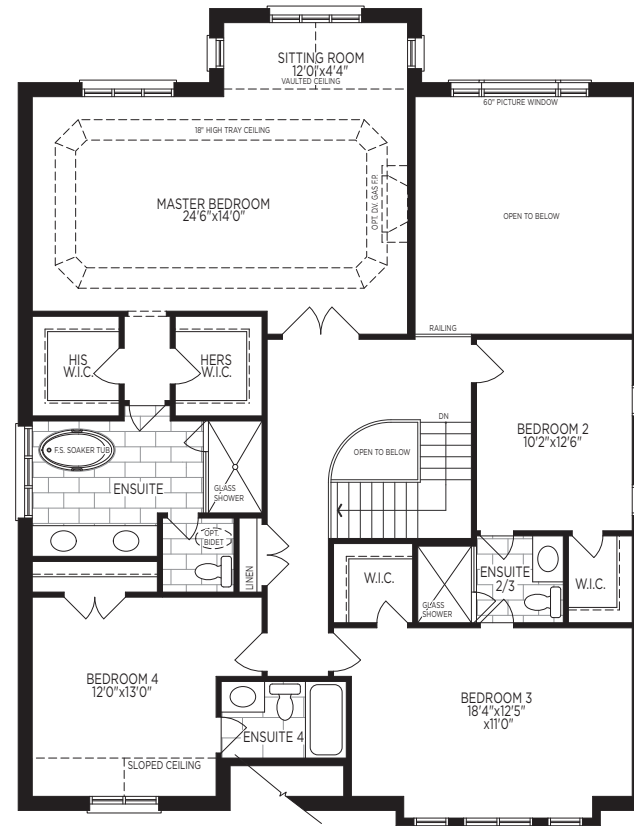 SITTING ROOM
12'0"x4'4"
VAULTED CEILING
60" PICTURE WINDOW
18" HIGH TRAY CEILING
MASTER BEDROOM
24'6"x14'0"
OPT. DV. GAS F.P.
OPEN TO BELOW
RAILING
HIS
W.I.C.
HERS
W.I.C.
DN
BEDROOM 2
10'2"x12'6"
F.S. SOAKER TUB
OPEN TO BELOW
ENSUITE
GLASS
SHOWER
OPT.
BIDET
LINEN
W.I.C.
GLASS
SHOWER
ENSUITE
2/3
W.I.C.
BEDROOM 4
12'0"x13'0"
BEDROOM 3
18'4"x12'5"
x11'0"
ENSUITE 4
SLOPED CEILING